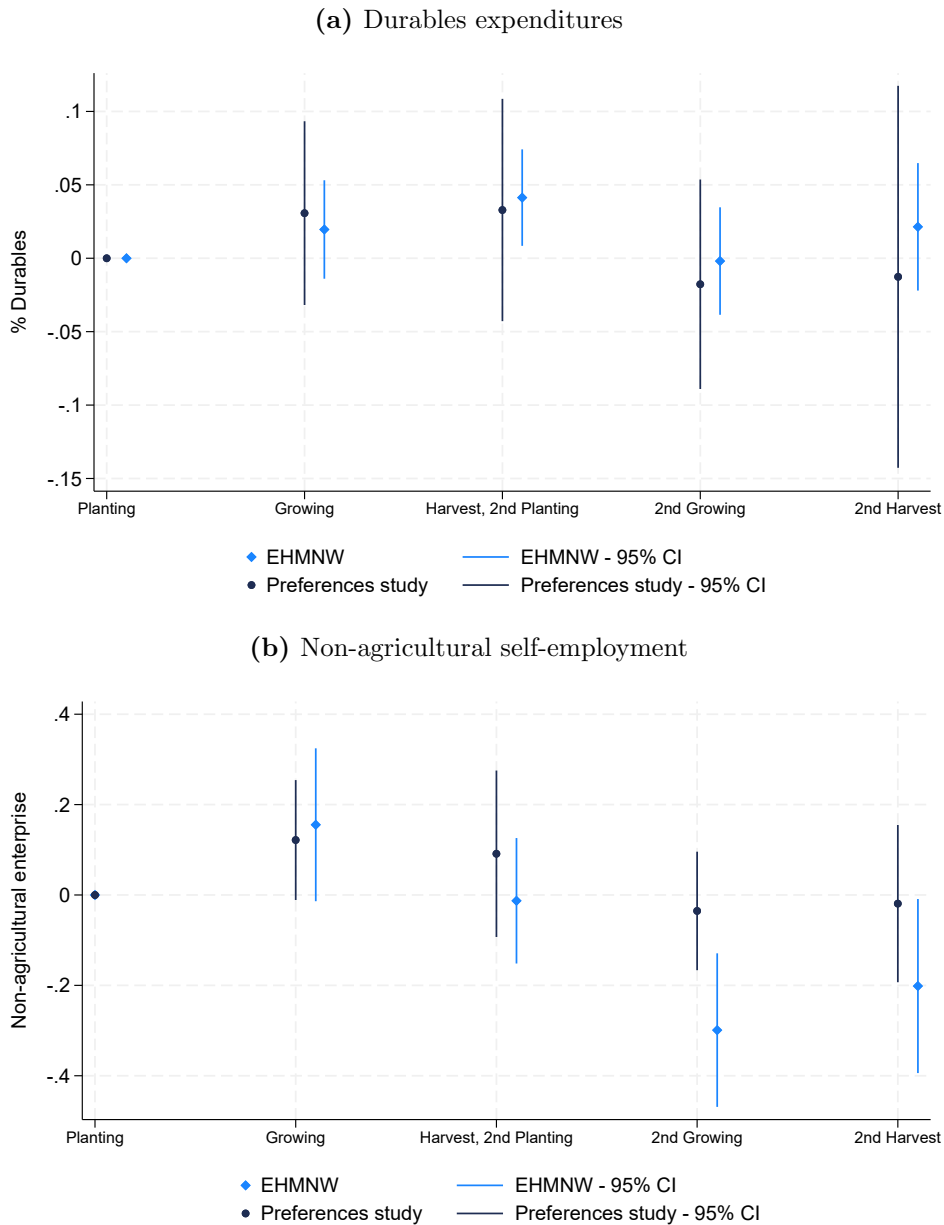 (a) Durables expenditures
% Durables
.1
.05
0
-.05
-.1
-.15
Planting
Growing
Harvest, 2nd Planting
2nd Growing
2nd Harvest
EHMNW
EHMNW - 95% CI
Preferences study
Preferences study - 95% CI
(b) Non-agricultural self-employment
Non-agricultural enterprise
.4
.2
0
-.2
-.4
Planting
Growing
Harvest, 2nd Planting
2nd Growing
2nd Harvest
EHMNW
EHMNW - 95% CI
Preferences study
Preferences study - 95% CI